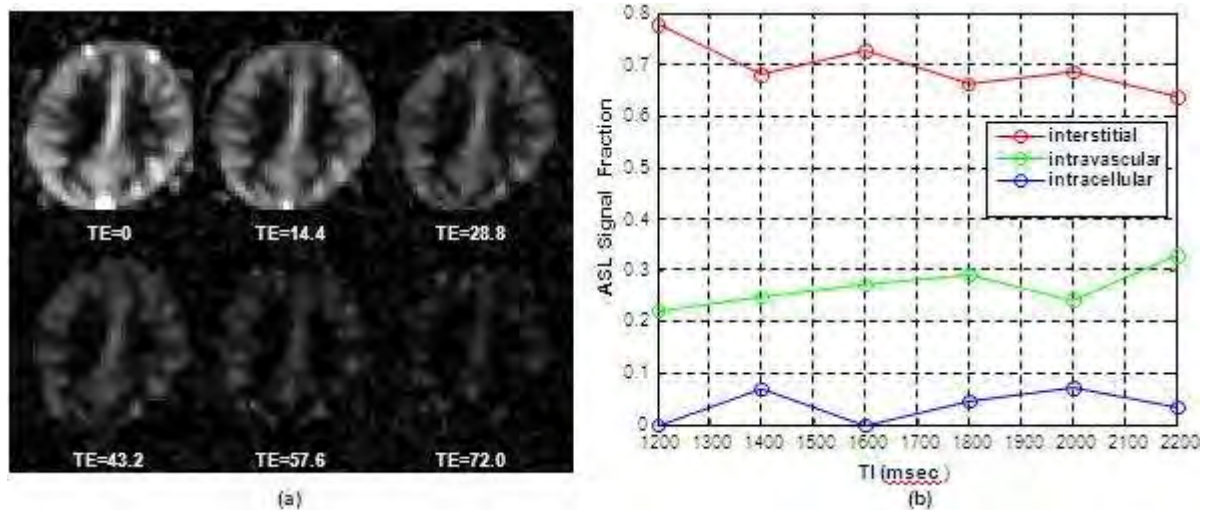 TE=0 TE=14.4 TE=28.8
TE=43.2 TE=57.6 TE=72.0
(a)
ASL Signal Fraction
0.8
0.7
0.6
0.5
0.4
0.3
0.2
0.1
0
interstitial
intravascular
intracellular
1200 1300 1400 1500 1600 1700 1800 1900 2000 2100 2200
TI (msec)
(b)